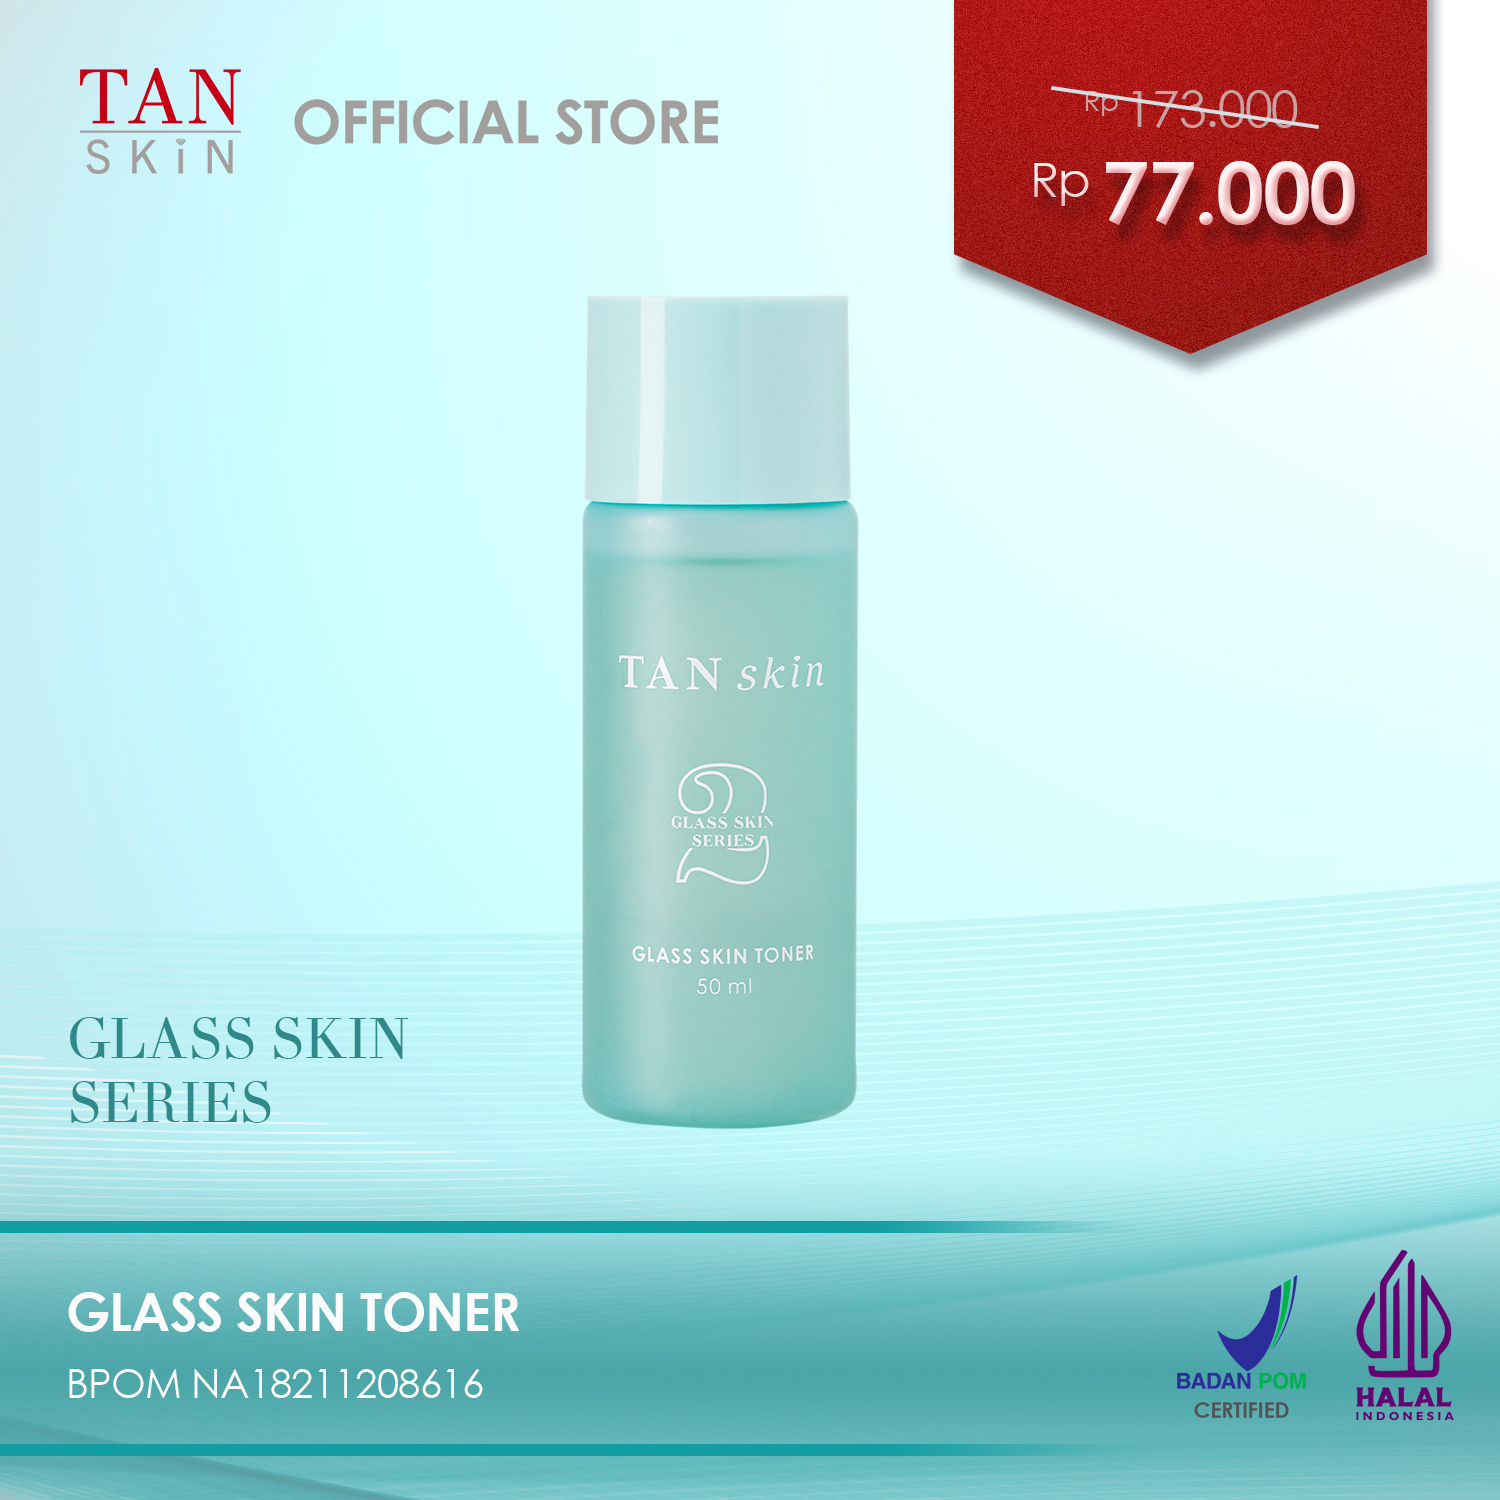 TAN
SKiN
OFFICIAL STORE
Rp 173.000
Rp 77.000
TAN skin
2
GLASS SKIN
SERIES
GLASS SKIN TONER
50 ml
GLASS SKIN
SERIES
GLASS SKIN TONER
BPOM NA18211208616
BADAN POM
CERTIFIED
HALAL
INDONESIA